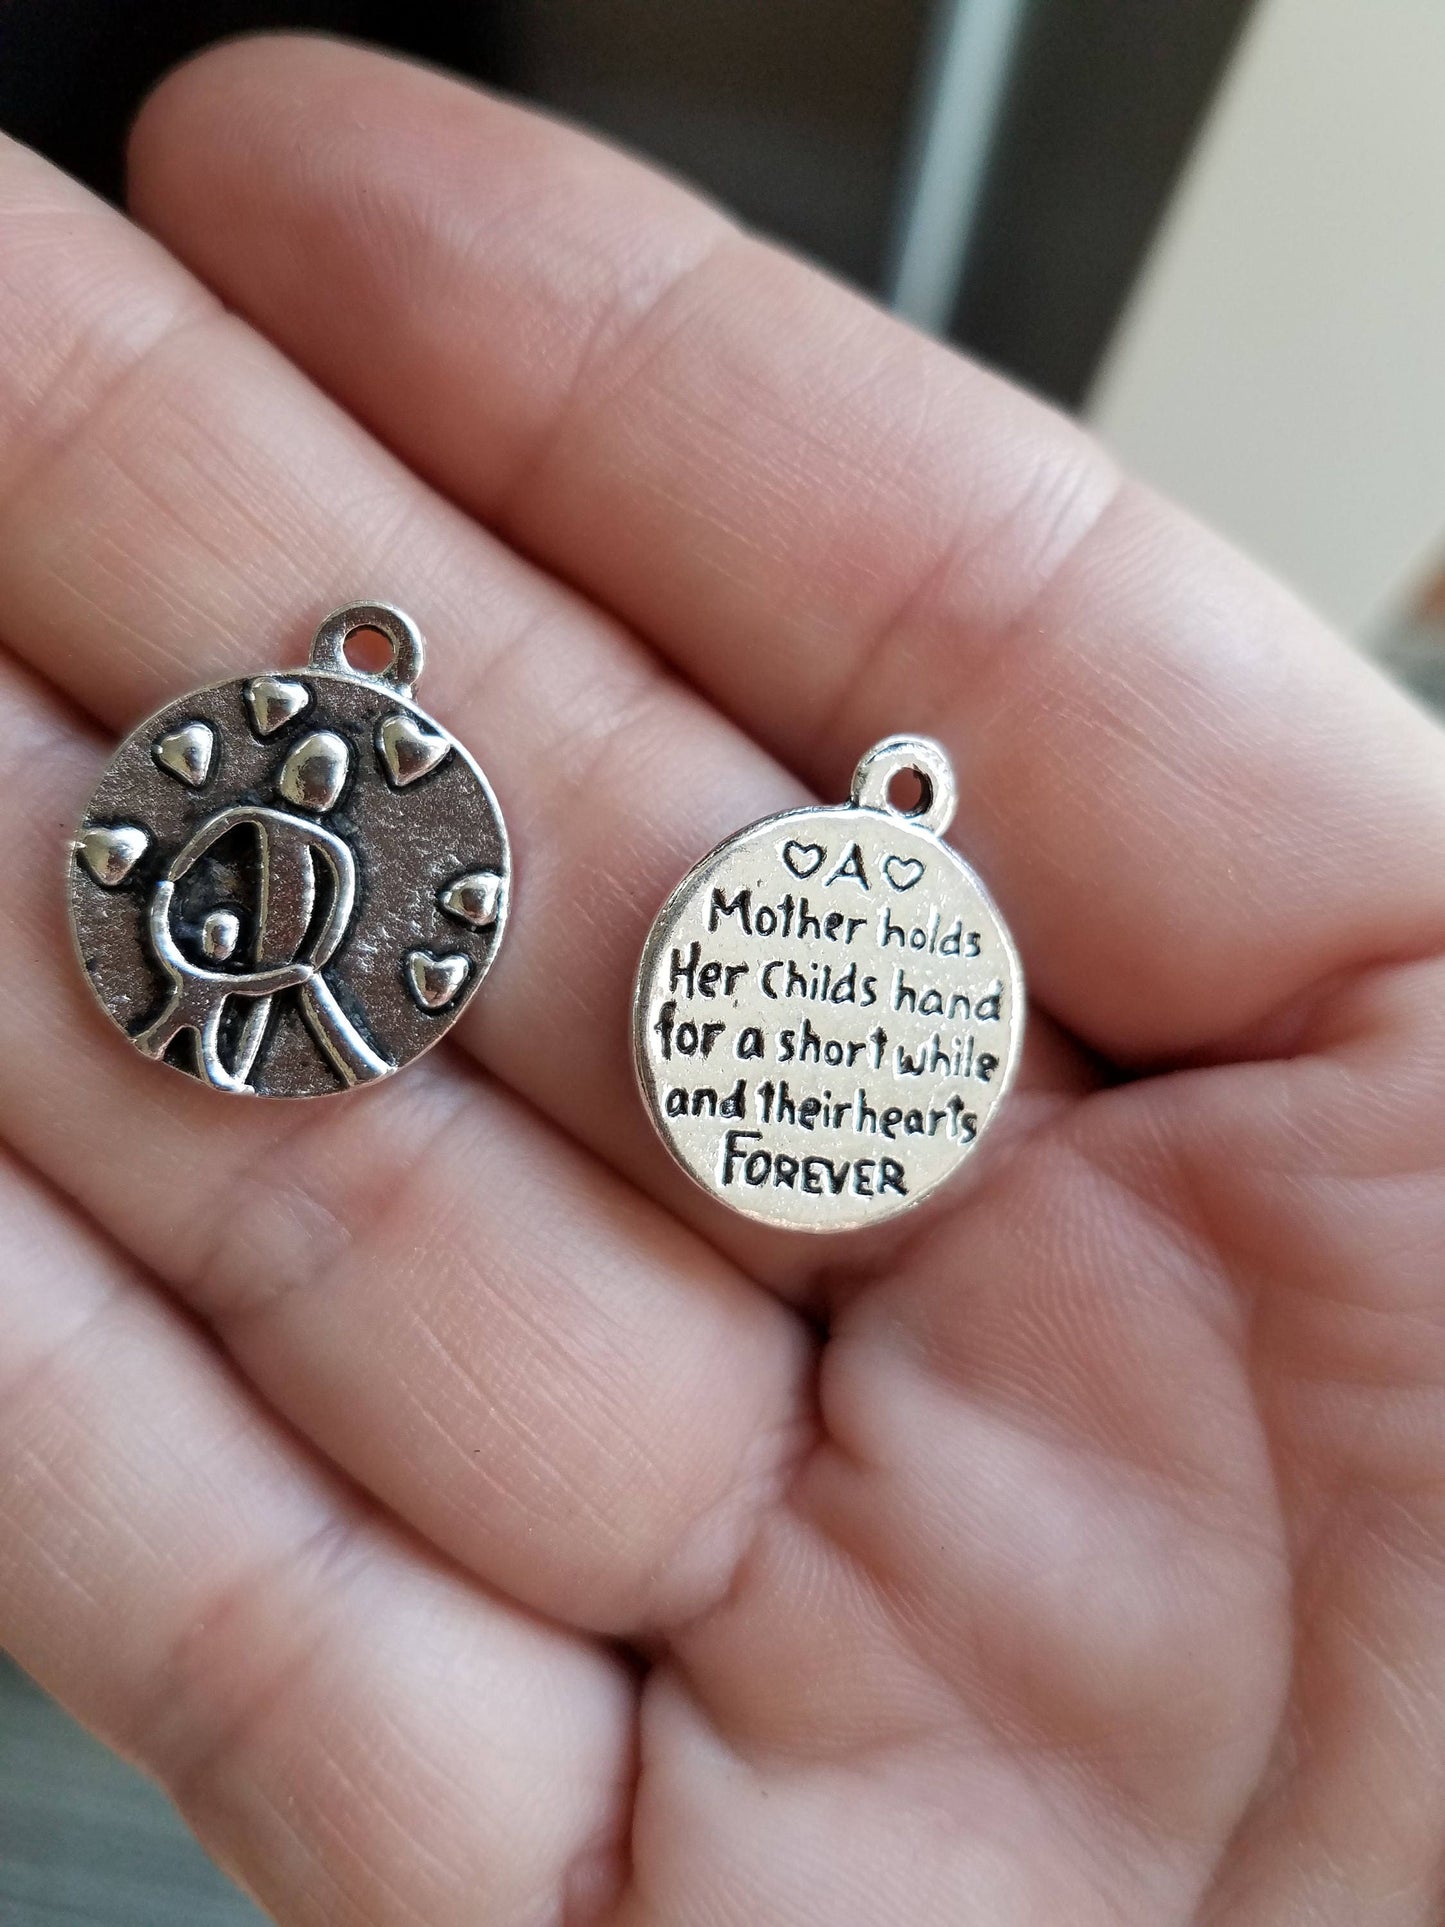 ♡A♡
Mother holds
Her Childs hand
for a short while
and their hearts
FOREVER